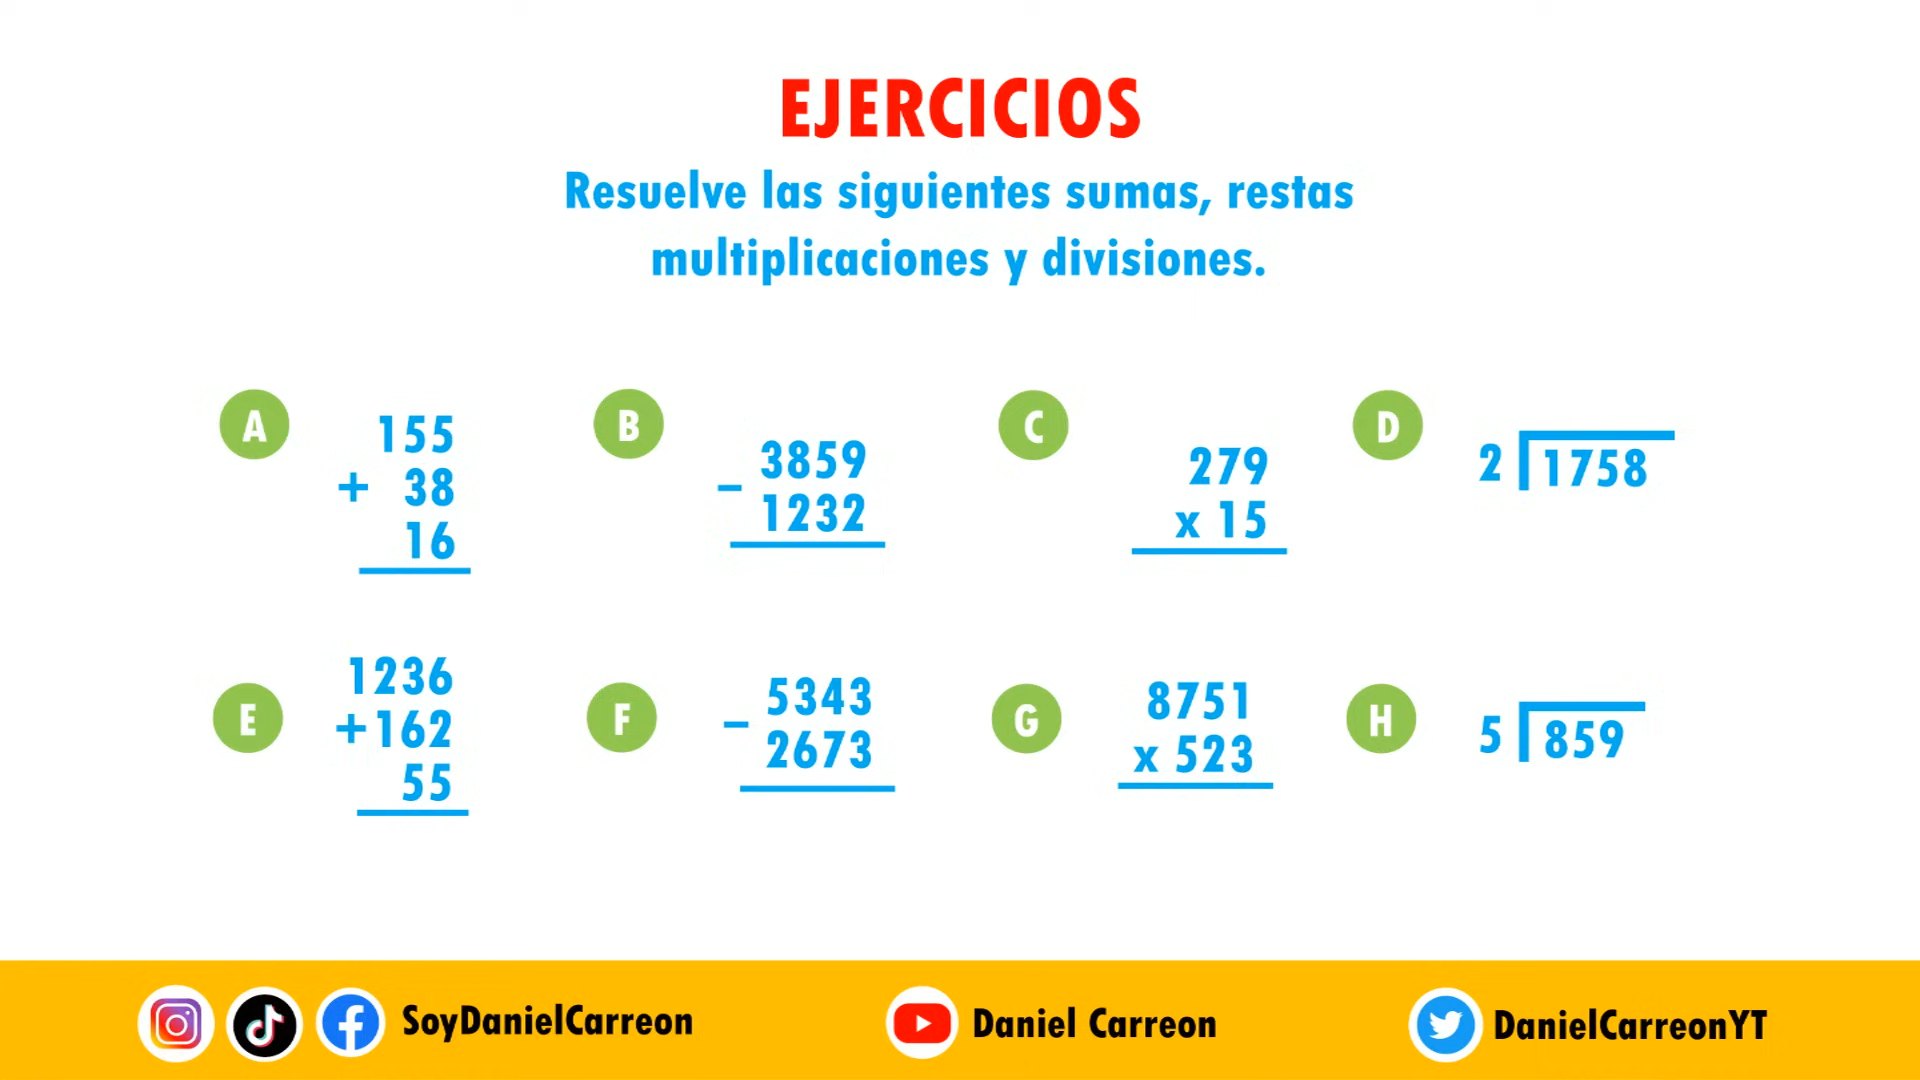 EJERCICIOS
Resuelve las siguientes sumas, restas
multiplicaciones y divisiones.
A
155
+ 38
16
B
3859
– 1232
C
279
x 15
D
2 1758
E
1236
+162
55
F
5343
– 2673
G
8751
x 523
H
5 859
SoyDanielCarreon
Daniel Carreon
DanielCarreonYT